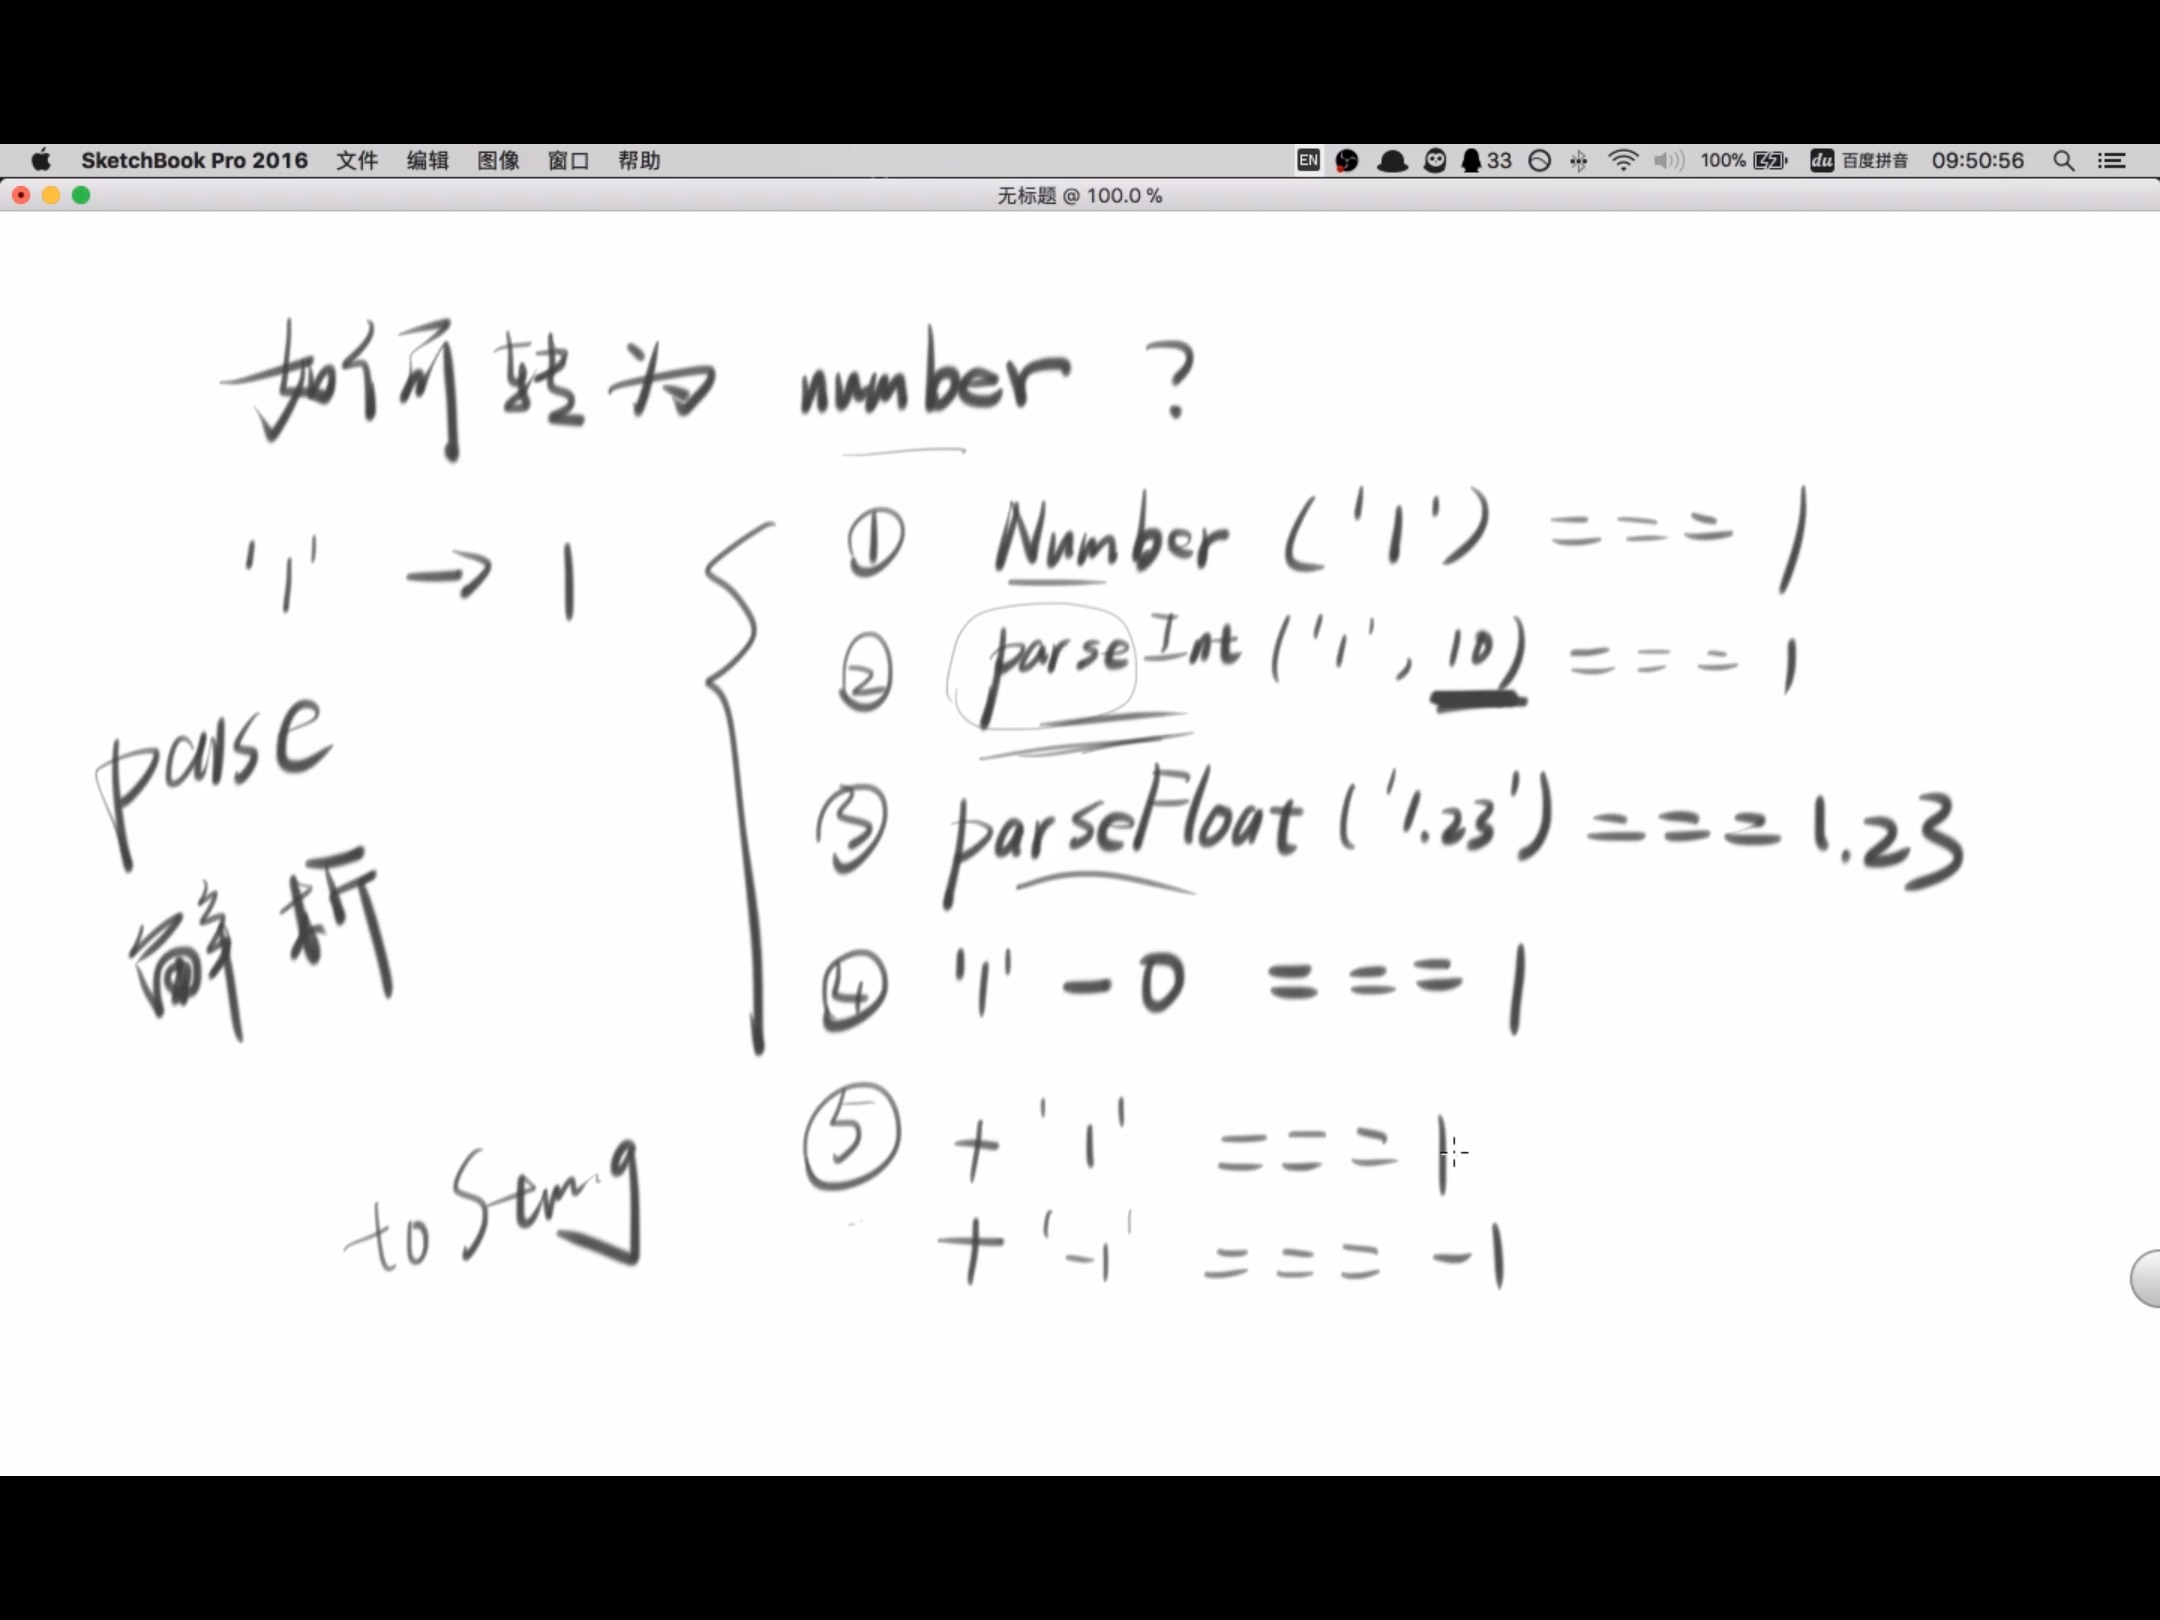 SketchBook Pro 2016 文件 编辑 图像 窗口 帮助 EN 33 100% du 百度拼音 09:50:56
无标题 @ 100.0 %
如何转为 number ?
'1' → 1
① Number ('1') === 1
② parseInt ('1', 10) === 1
③ parseFloat ('1.23') === 1.23
④ '1' - 0 === 1
⑤ + '1' === 1
+ '-1' === -1
parse
解析
toString